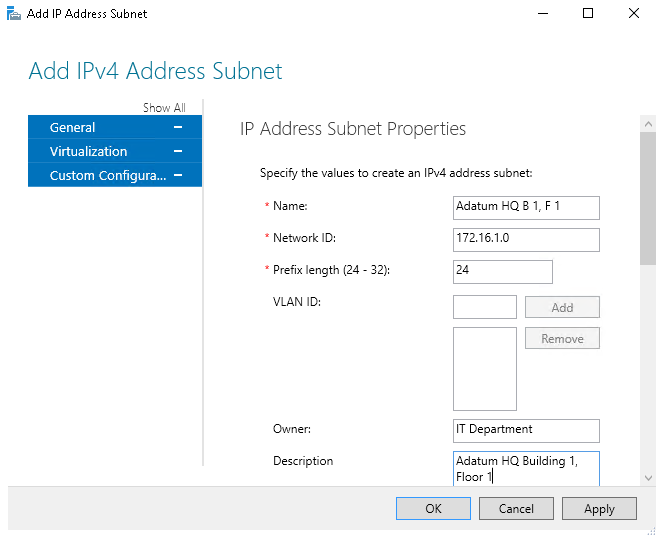 Add IP Address Subnet
Add IPv4 Address Subnet
Show All
General
Virtualization
Custom Configura...
IP Address Subnet Properties
Specify the values to create an IPv4 address subnet:
* Name: Adatum HQ B 1, F 1
* Network ID: 172.16.1.0
* Prefix length (24 - 32): 24
VLAN ID: Add
Remove
Owner: IT Department
Description Adatum HQ Building 1,
Floor 1
OK Cancel Apply